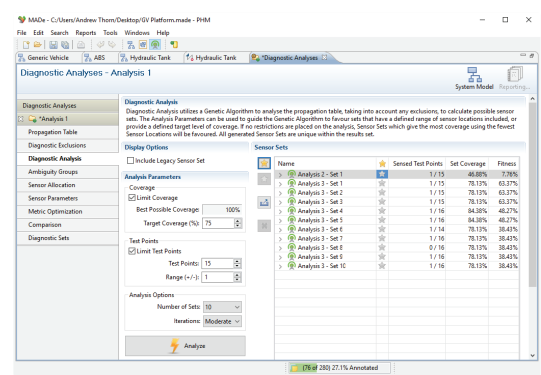 MADe - C:/Users/Andrew Thorn/Desktop/GV Platform.made - PHM
File Edit Search Reports Tools Windows Help
Generic Vehicle ABS Hydraulic Tank Hydraulic Tank *Diagnostic Analyses
Diagnostic Analyses - Analysis 1
System Model Reporting...
Diagnostic Analyses
*Analysis 1
Propagation Table
Diagnostic Exclusions
Diagnostic Analysis
Ambiguity Groups
Sensor Allocation
Sensor Parameters
Metric Optimization
Comparison
Diagnostic Sets
Diagnostic Analysis
Diagnostic Analysis utilizes a Genetic Algorithm to analyse the propagation table, taking into account any exclusions, to calculate possible sensor
sets. The Analysis Parameters can be used to guide the Genetic Algorithm to favour sets that have a defined range of sensor locations included, or
provide a defined target level of coverage. If no restrictions are placed on the analysis, Sensor Sets which give the most coverage using the fewest
Sensor Locations will be favoured. All generated Sensor Sets are unique within the results set.
Display Options
Include Legacy Sensor Set
Analysis Parameters
Coverage
Limit Coverage
Best Possible Coverage: 100%
Target Coverage (%): 75
Test Points
Limit Test Points
Test Points: 15
Range (+/-): 1
Analysis Options
Number of Sets: 10
Iterations: Moderate
Analyze
Sensor Sets
Name Sensed Test Points Set Coverage Fitness
Analysis 2 - Set 1 1 / 15 46.88% 7.76%
Analysis 3 - Set 1 1 / 15 78.13% 63.37%
Analysis 3 - Set 2 1 / 15 78.13% 63.37%
Analysis 3 - Set 3 1 / 15 78.13% 63.37%
Analysis 3 - Set 4 1 / 16 84.38% 48.27%
Analysis 3 - Set 5 1 / 16 84.38% 48.27%
Analysis 3 - Set 6 1 / 14 78.13% 38.43%
Analysis 3 - Set 7 1 / 16 78.13% 38.43%
Analysis 3 - Set 8 0 / 16 78.13% 38.43%
Analysis 3 - Set 9 1 / 16 78.13% 38.43%
Analysis 3 - Set 10 1 / 16 78.13% 38.43%
(76 of 280) 27.1% Annotated